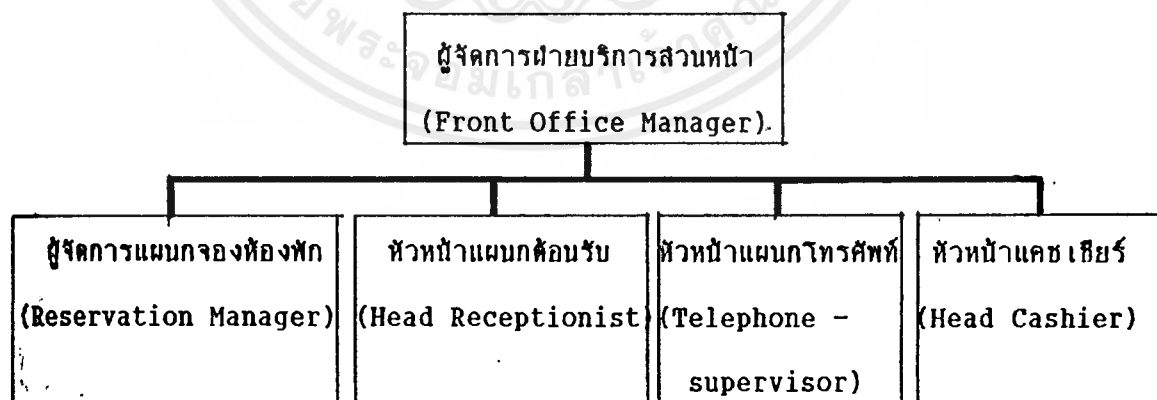 ผู้จัดการฝ่ายบริการส่วนหน้า
(Front Office Manager)
ผู้จัดการแผนกจองห้องพัก
(Reservation Manager)
หัวหน้าแผนกต้อนรับ
(Head Receptionist)
หัวหน้าแผนกโทรศัพท์
(Telephone -
supervisor)
หัวหน้าแคชเชียร์
(Head Cashier)